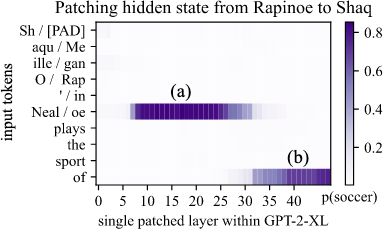 Patching hidden state from Rapinoe to Shaq
Sh / [PAD]
aqu / Me
ille / gan
O / Rap
' / in
Neal / oe
plays
the
sport
of
input tokens
(a)
(b)
0.8
0.6
0.4
0.2
p(soccer)
0 5 10 15 20 25 30 35 40 45
single patched layer within GPT-2-XL